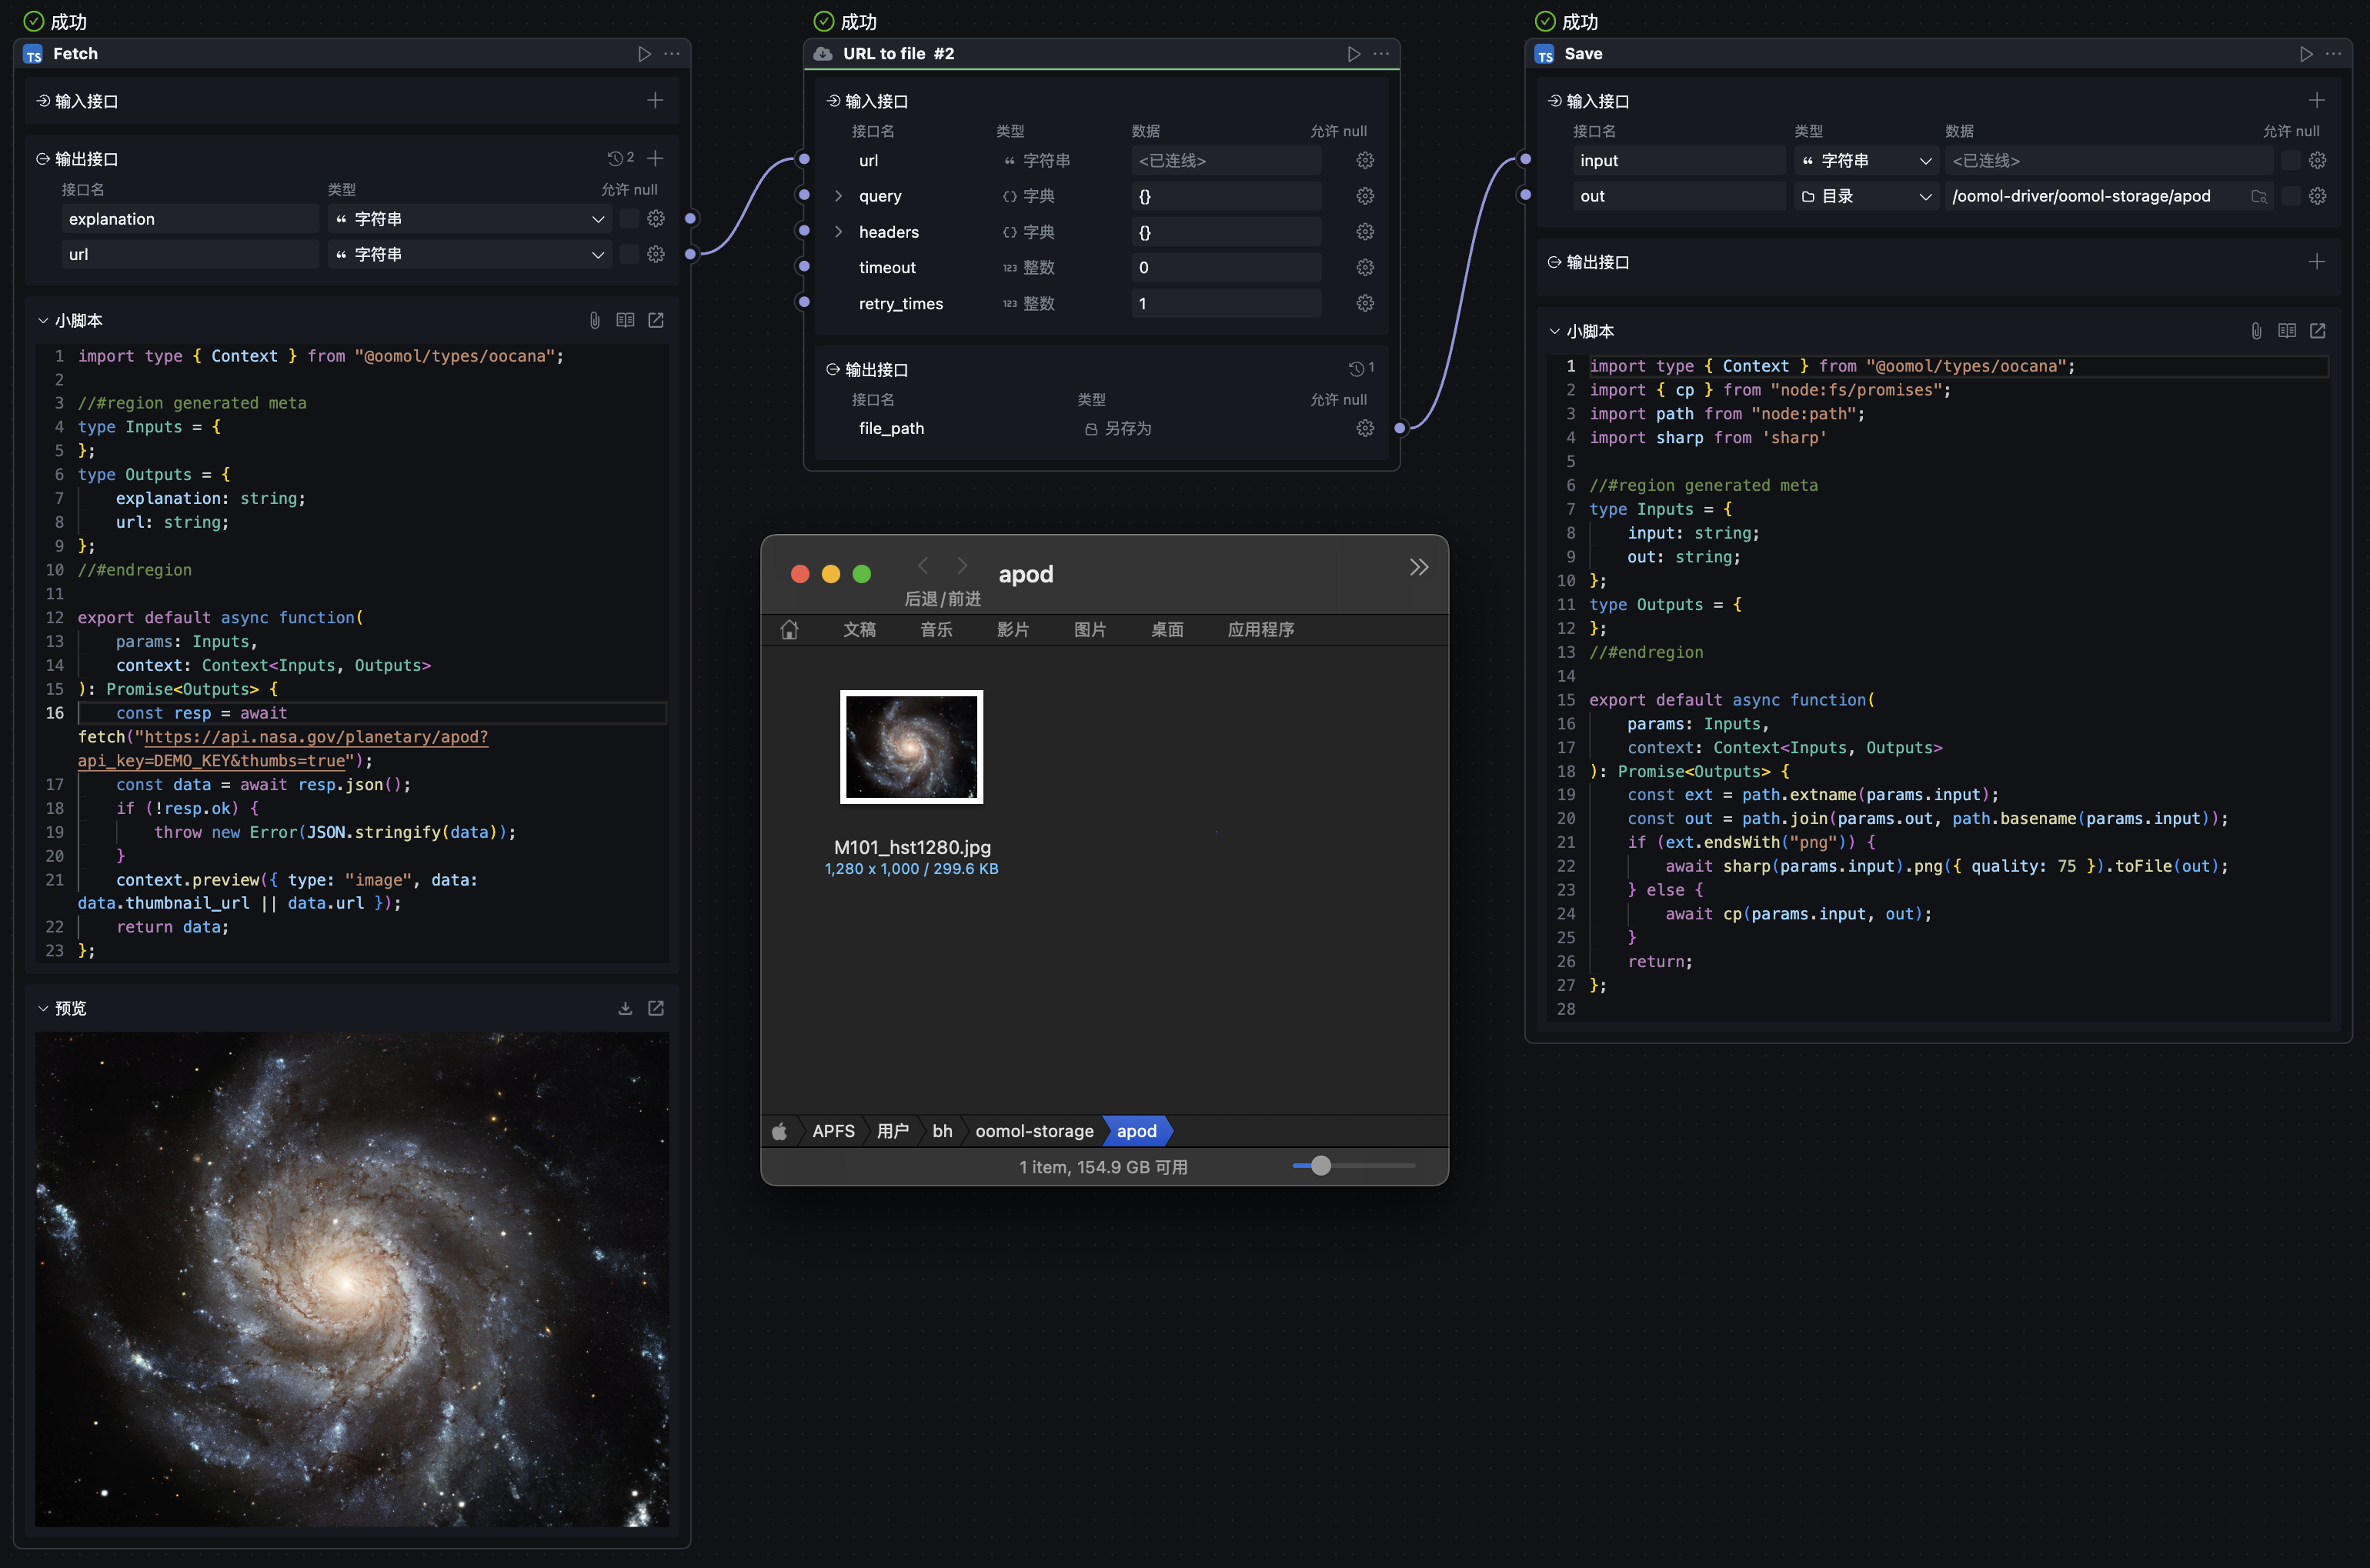 成功
TS Fetch
输入接口
输出接口 2
接口名 类型 允许 null
explanation “ 字符串
url “ 字符串
小脚本
1 import type { Context } from "@oomol/types/oocana";
2
3 //#region generated meta
4 type Inputs = {
5 };
6 type Outputs = {
7 explanation: string;
8 url: string;
9 };
10 //#endregion
11
12 export default async function(
13 params: Inputs,
14 context: Context<Inputs, Outputs>
15 ): Promise<Outputs> {
16 const resp = await
fetch("https://api.nasa.gov/planetary/apod?
api_key=DEMO_KEY&thumbs=true");
17 const data = await resp.json();
18 if (!resp.ok) {
19 throw new Error(JSON.stringify(data));
20 }
21 context.preview({ type: "image", data:
data.thumbnail_url || data.url });
22 return data;
23 };
预览
成功
URL to file #2
输入接口
接口名 类型 数据 允许 null
url “ 字符串 <已连线>
query {} 字典 {}
headers {} 字典 {}
timeout 123 整数 0
retry_times 123 整数 1
输出接口 1
接口名 类型 允许 null
file_path 另存为
apod
后退/前进
文稿 音乐 影片 图片 桌面 应用程序
M101_hst1280.jpg
1,280 x 1,000 / 299.6 KB
APFS 用户 bh oomol-storage apod
1 item, 154.9 GB 可用
成功
TS Save
输入接口
接口名 类型 数据 允许 null
input “ 字符串 <已连线>
out 目录 /oomol-driver/oomol-storage/apod
输出接口
小脚本
1 import type { Context } from "@oomol/types/oocana";
2 import { cp } from "node:fs/promises";
3 import path from "node:path";
4 import sharp from 'sharp'
5
6 //#region generated meta
7 type Inputs = {
8 input: string;
9 out: string;
10 };
11 type Outputs = {
12 };
13 //#endregion
14
15 export default async function(
16 params: Inputs,
17 context: Context<Inputs, Outputs>
18 ): Promise<Outputs> {
19 const ext = path.extname(params.input);
20 const out = path.join(params.out, path.basename(params.input));
21 if (ext.endsWith("png")) {
22 await sharp(params.input).png({ quality: 75 }).toFile(out);
23 } else {
24 await cp(params.input, out);
25 }
26 return;
27 };
28